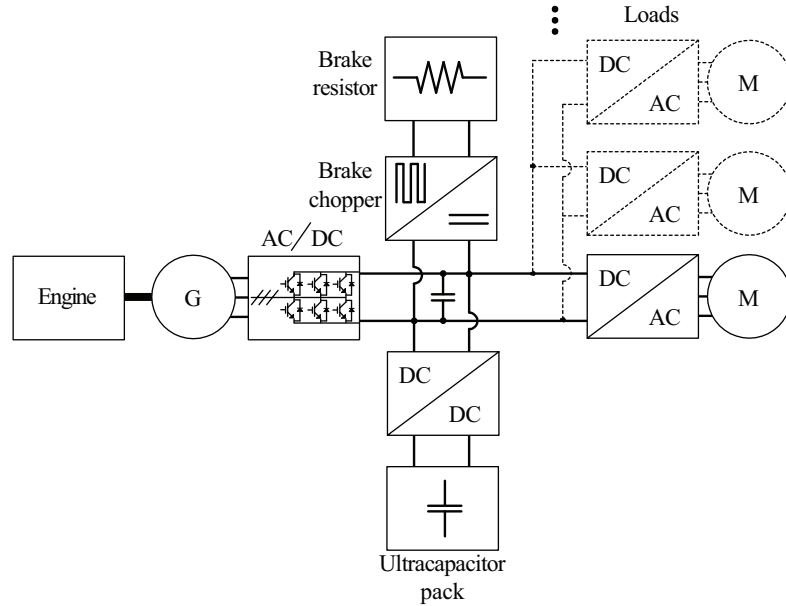 Loads
Brake
resistor
DC
AC
M
Brake
chopper
DC
AC
M
AC/DC
Engine
G
DC
AC
M
DC
DC
Ultracapacitor
pack